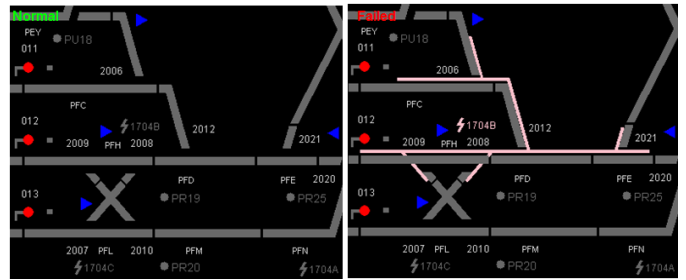 Normal
PEY
PU18
011
2006
PFC
012
1704B
2012
2009 PFH 2008
2021
PFD
PFE 2020
013
PR19
PR25
2007 PFL 2010 PFM PFN
1704C
PR20
1704A
Failed
PEY
PU18
011
2006
PFC
012
1704B
2012
2009 PFH 2008
2021
PFD
PFE 2020
013
PR19
PR25
2007 PFL 2010 PFM PFN
1704C
PR20
1704A